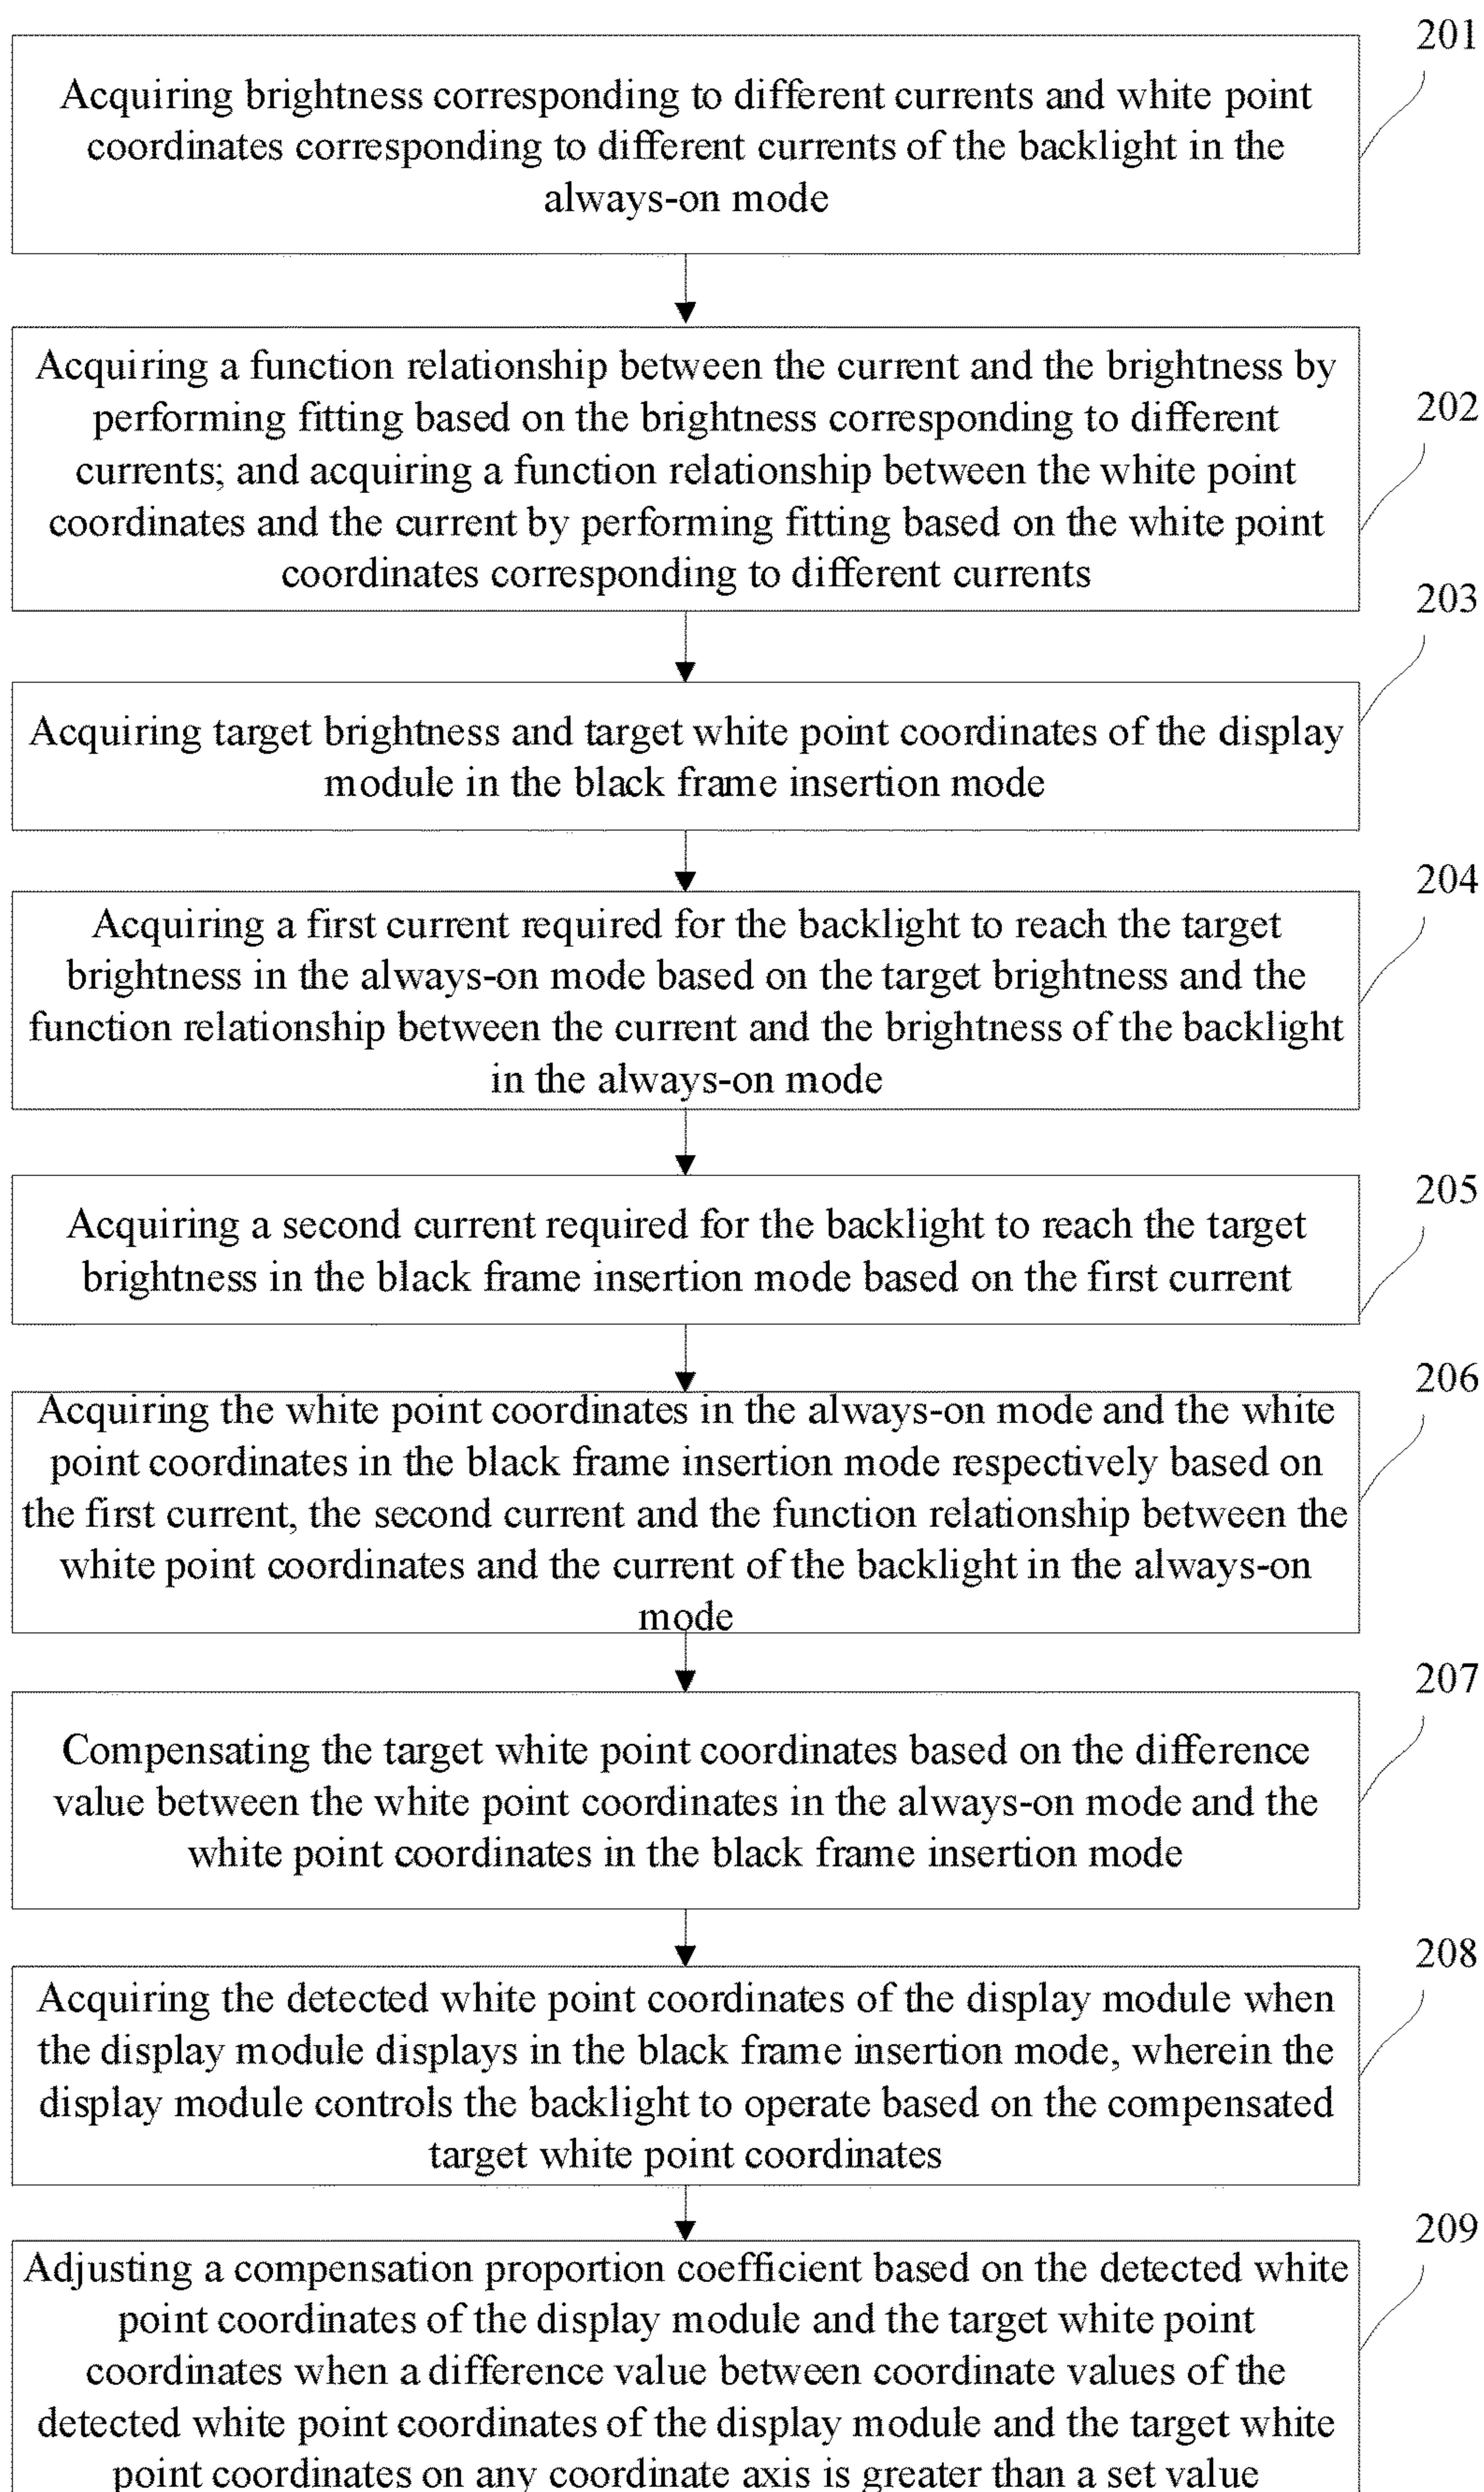 201
Acquiring brightness corresponding to different currents and white point
coordinates corresponding to different currents of the backlight in the
always-on mode
202
Acquiring a function relationship between the current and the brightness by
performing fitting based on the brightness corresponding to different
currents; and acquiring a function relationship between the white point
coordinates and the current by performing fitting based on the white point
coordinates corresponding to different currents
203
Acquiring target brightness and target white point coordinates of the display
module in the black frame insertion mode
204
Acquiring a first current required for the backlight to reach the target
brightness in the always-on mode based on the target brightness and the
function relationship between the current and the brightness of the backlight
in the always-on mode
205
Acquiring a second current required for the backlight to reach the target
brightness in the black frame insertion mode based on the first current
206
Acquiring the white point coordinates in the always-on mode and the white
point coordinates in the black frame insertion mode respectively based on
the first current, the second current and the function relationship between the
white point coordinates and the current of the backlight in the always-on
mode
207
Compensating the target white point coordinates based on the difference
value between the white point coordinates in the always-on mode and the
white point coordinates in the black frame insertion mode
208
Acquiring the detected white point coordinates of the display module when
the display module displays in the black frame insertion mode, wherein the
display module controls the backlight to operate based on the compensated
target white point coordinates
209
Adjusting a compensation proportion coefficient based on the detected white
point coordinates of the display module and the target white point
coordinates when a difference value between coordinate values of the
detected white point coordinates of the display module and the target white
point coordinates on any coordinate axis is greater than a set value